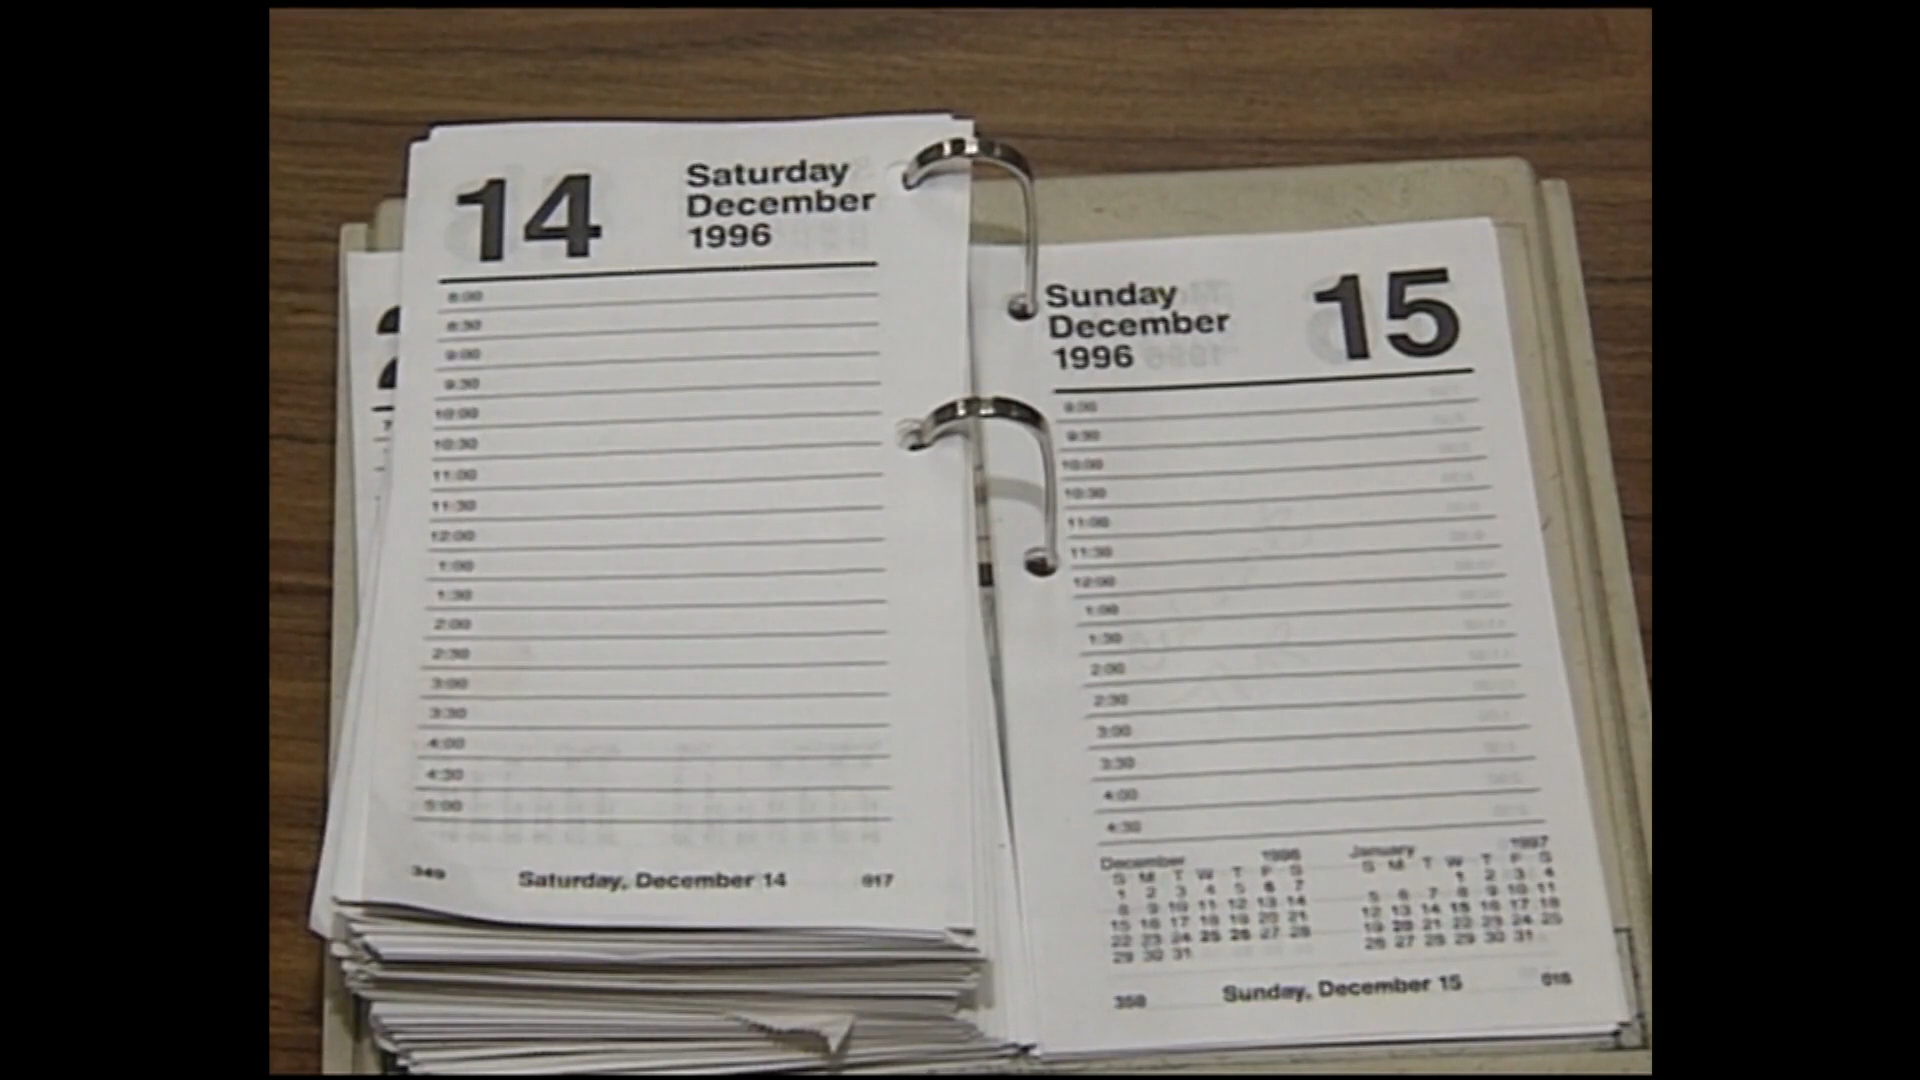 14
Saturday
December
1996
8:00
8:30
9:00
9:30
10:00
10:30
11:00
11:30
12:00
1:00
1:30
2:00
2:30
3:00
3:30
4:00
4:30
5:00
349 Saturday, December 14 017
Sunday
December
1996
15
9:00
9:30
10:00
10:30
11:00
11:30
12:00
1:00
1:30
2:00
2:30
3:00
3:30
4:00
4:30
December 1996
S M T W T F S
1 2 3 4 5 6 7
8 9 10 11 12 13 14
15 16 17 18 19 20 21
22 23 24 25 26 27 28
29 30 31
January 1997
S M T W T F S
1 2 3 4
5 6 7 8 9 10 11
12 13 14 15 16 17 18
19 20 21 22 23 24 25
26 27 28 29 30 31
350 Sunday, December 15 016